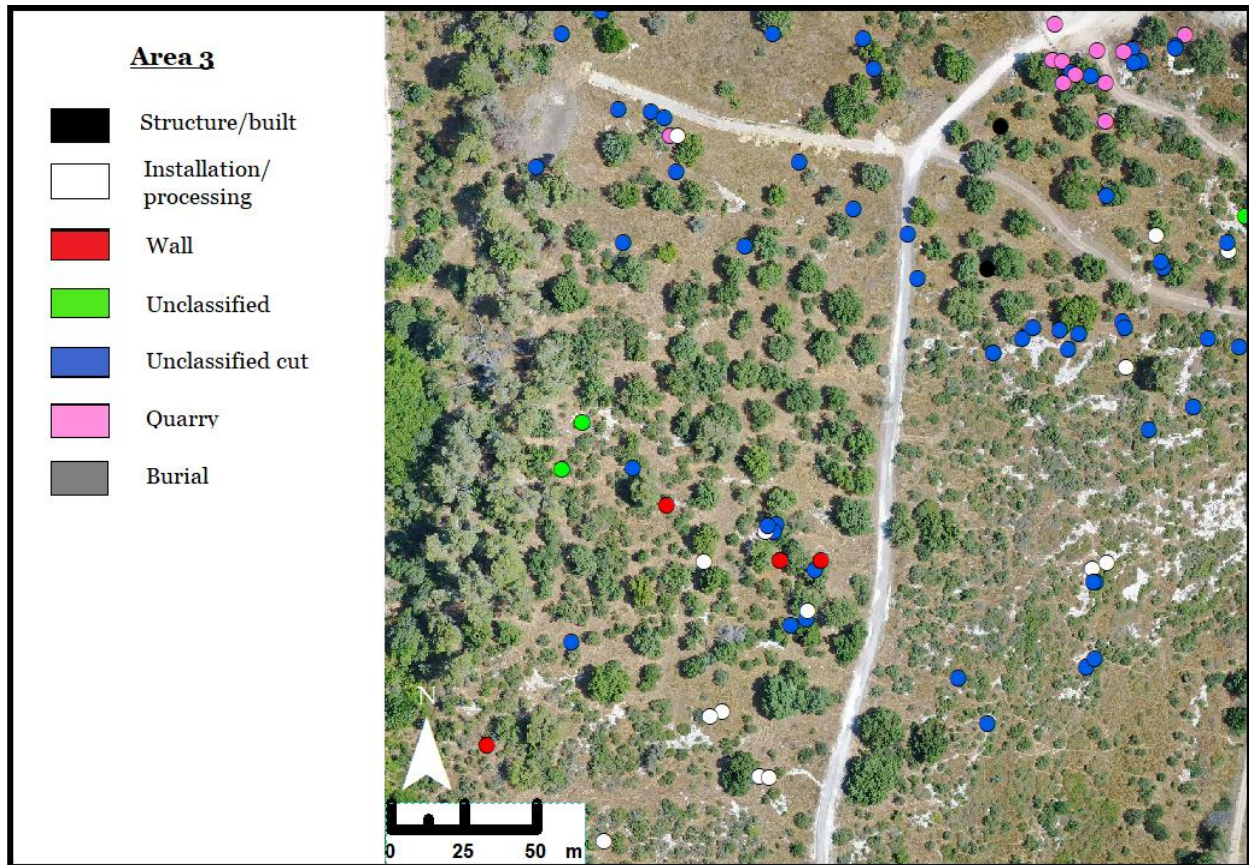 Area 3
Structure/built
Installation/
processing
Wall
Unclassified
Unclassified cut
Quarry
Burial
N
0 25 50 m